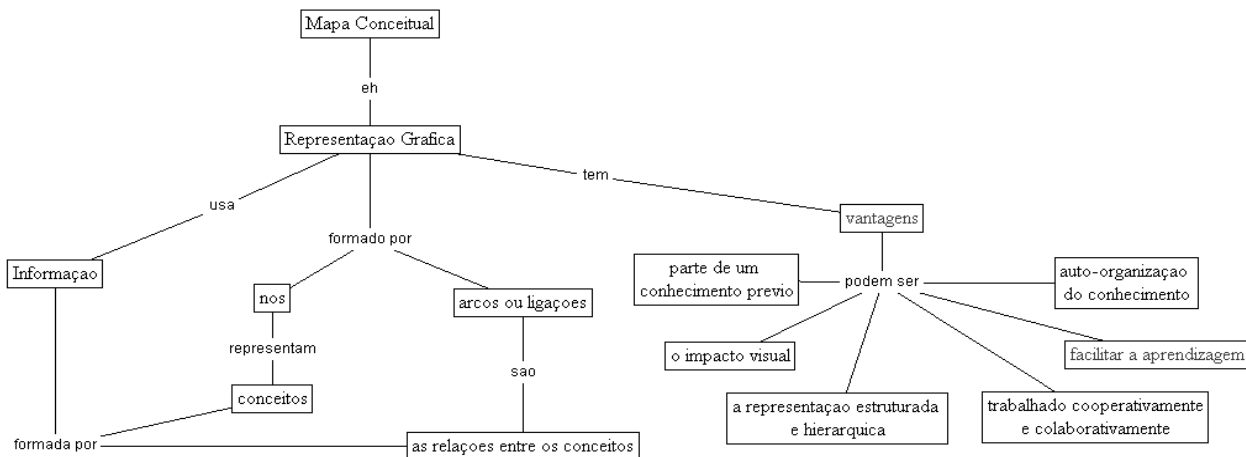 Mapa Conceitual
eh
Representaçao Grafica
usa
formado por
tem
Informaçao
nos
arcos ou ligaçoes
representam
sao
conceitos
formada por
as relaçoes entre os conceitos
vantagens
podem ser
parte de um
conhecimento previo
auto-organizaçao
do conhecimento
o impacto visual
facilitar a aprendizagem
a representaçao estruturada
e hierarquica
trabalhado cooperativamente
e colaborativamente